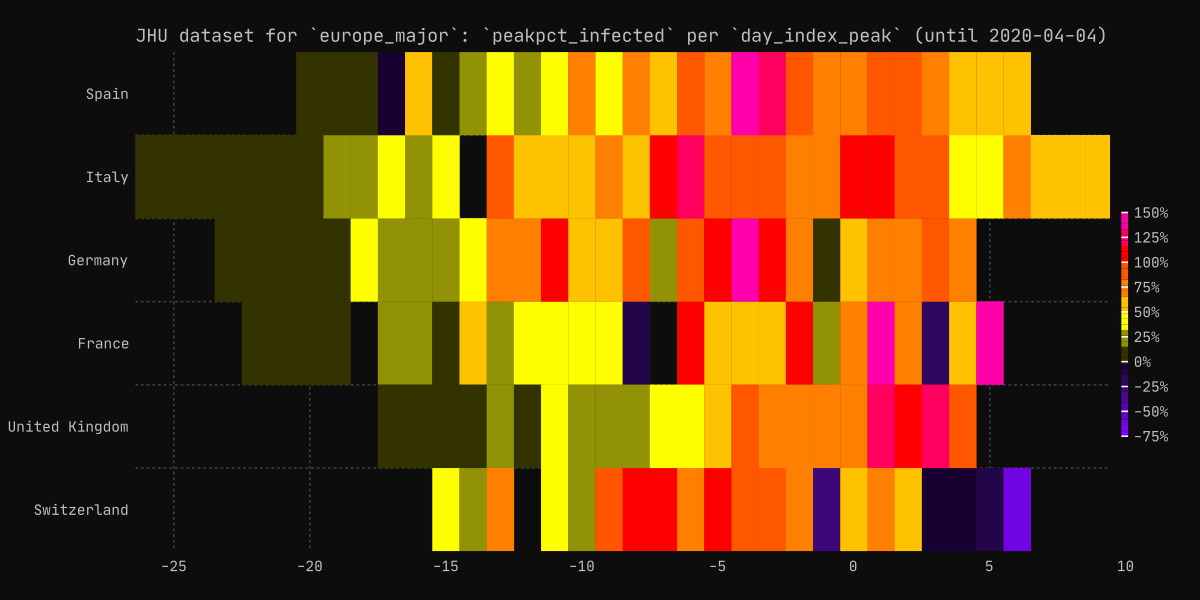 JHU dataset for `europe_major`: `peakpct_infected` per `day_index_peak` (until 2020-04-04)
Spain
Italy
Germany
France
United Kingdom
Switzerland
150%
125%
100%
75%
50%
25%
0%
-25%
-50%
-75%
-25 -20 -15 -10 -5 0 5 10